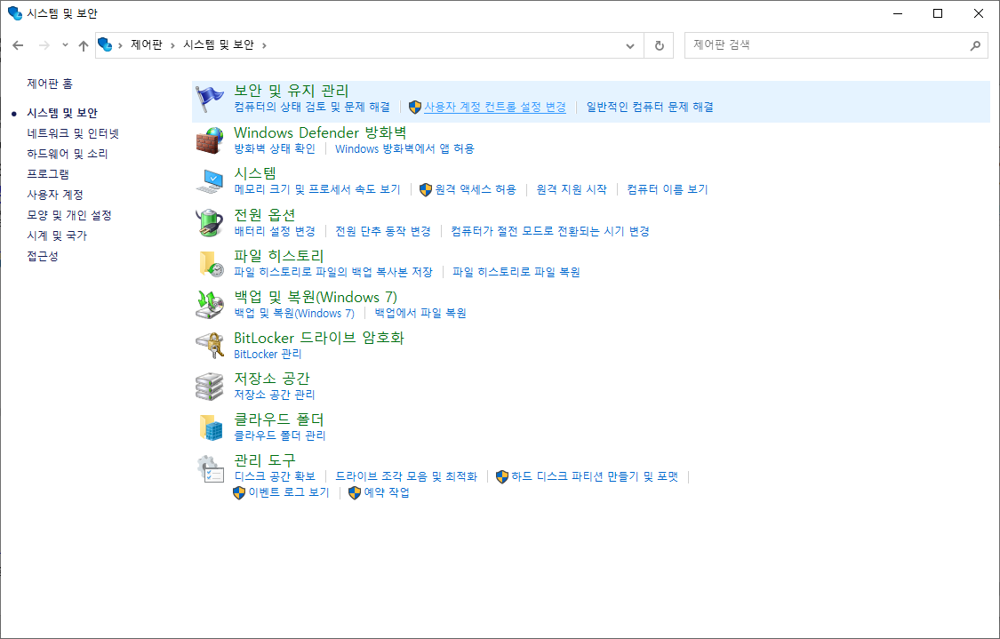 시스템 및 보안
제어판 > 시스템 및 보안 >
제어판 검색
제어판 홈
시스템 및 보안
네트워크 및 인터넷
하드웨어 및 소리
프로그램
사용자 계정
모양 및 개인 설정
시계 및 국가
접근성
보안 및 유지 관리
컴퓨터의 상태 검토 및 문제 해결 | 사용자 계정 컨트롤 설정 변경 | 일반적인 컴퓨터 문제 해결
Windows Defender 방화벽
방화벽 상태 확인 | Windows 방화벽에서 앱 허용
시스템
메모리 크기 및 프로세서 속도 보기 | 원격 액세스 허용 | 원격 지원 시작 | 컴퓨터 이름 보기
전원 옵션
배터리 설정 변경 | 전원 단추 동작 변경 | 컴퓨터가 절전 모드로 전환되는 시기 변경
파일 히스토리
파일 히스토리로 파일의 백업 복사본 저장 | 파일 히스토리로 파일 복원
백업 및 복원(Windows 7)
백업 및 복원(Windows 7) | 백업에서 파일 복원
BitLocker 드라이브 암호화
BitLocker 관리
저장소 공간
저장소 공간 관리
클라우드 폴더
클라우드 폴더 관리
관리 도구
디스크 공간 확보 | 드라이브 조각 모음 및 최적화 | 하드 디스크 파티션 만들기 및 포맷 |
이벤트 로그 보기 | 예약 작업